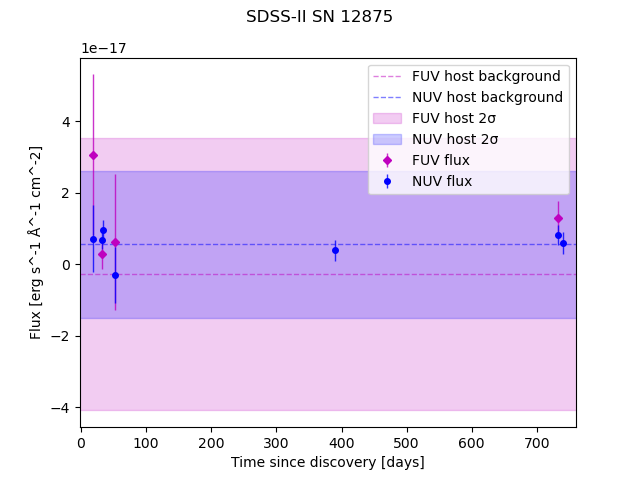 SDSS-II SN 12875
1e−17
FUV host background
NUV host background
FUV host 2σ
NUV host 2σ
FUV flux
NUV flux
4
2
0
−2
−4
Flux [erg s^-1 Å^-1 cm^-2]
0 100 200 300 400 500 600 700
Time since discovery [days]